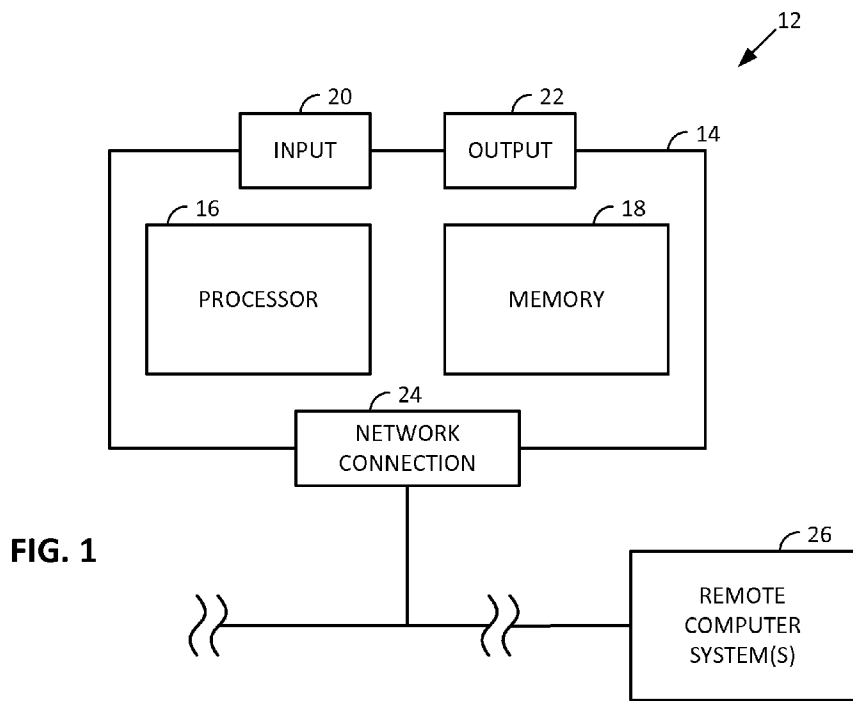 12
20
22
INPUT
OUTPUT
14
16
18
PROCESSOR
MEMORY
24
NETWORK
CONNECTION
FIG. 1
26
REMOTE
COMPUTER
SYSTEM(S)